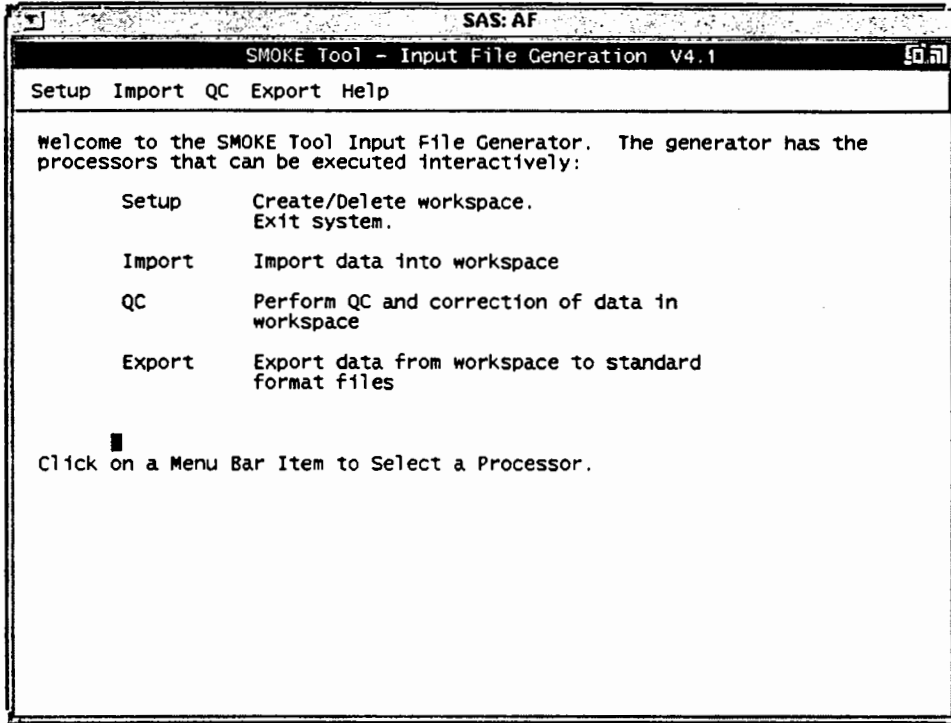 SAS: AF
SMOKE Tool - Input File Generation V4.1
Setup Import QC Export Help
Welcome to the SMOKE Tool Input File Generator. The generator has the
processors that can be executed interactively:
Setup Create/Delete workspace.
Exit system.
Import Import data into workspace
QC Perform QC and correction of data in
workspace
Export Export data from workspace to standard
format files
Click on a Menu Bar Item to Select a Processor.